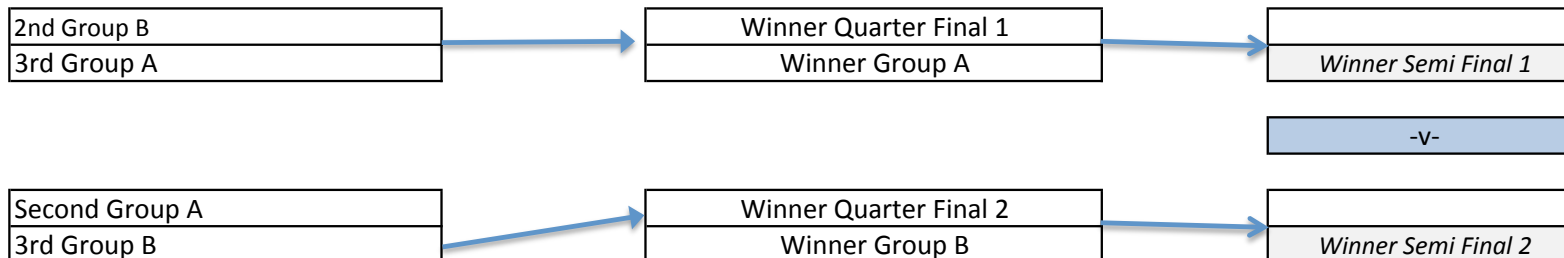 2nd Group B
Winner Quarter Final 1
3rd Group A
Winner Group A
Winner Semi Final 1
-v-
Second Group A
Winner Quarter Final 2
3rd Group B
Winner Group B
Winner Semi Final 2